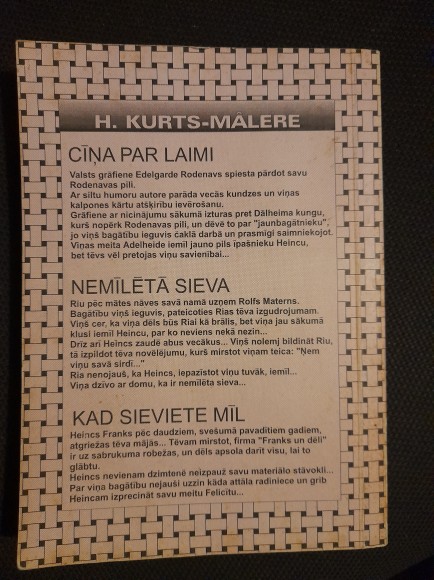 H. KURTS-MĀLERE
CĪŅA PAR LAIMI
Valsts grāfiene Edelgarde Rodenavs spiesta pārdot savu
Rodenavas pili.
Ar siltu humoru autore parāda vecās kundzes un viņas
kalpones kārtu atšķirību ievērošanu.
Grāfiene ar nicinājumu sākumā izturas pret Dālheima kungu,
kurš nopērk Rodenavas pili, un dēvē to par "jaunbagātnieku",
jo viņš bagātību ieguvis čaklā darbā un prasmīgi saimniekojot.
Viņas meita Adelheide iemīl jauno pils īpašnieku Heincu,
bet tēvs vēl pretojas viņu savienībai...
NEMĪLĒTĀ SIEVA
Riu pēc mātes nāves savā namā uzņem Rolfs Materns.
Bagātību viņš ieguvis, pateicoties Rias tēva izgudrojumam.
Viņš cer, ka viņa dēls būs Riai kā brālis, bet viņa jau sākumā
klusi iemīl Heincu, par ko neviens nekā nezin...
Drīz arī Heincs zaudē abus vecākus... Viņš nolemj bildināt Riu,
tā izpildot tēva novēlējumu, kurš mirstot viņam teica: "Ņem
viņu savā sirdī..."
Ria nenojauš, ka Heincs, iepazīstot viņu tuvāk, iemīl...
Viņa dzīvo ar domu, ka ir nemīlēta sieva...
KAD SIEVIETE MĪL
Heincs Franks pēc daudziem, svešumā pavadītiem gadiem,
atgriežas tēva mājās... Tēvam mirstot, firma "Franks un dēli"
ir uz sabrukuma robežas, un dēls apsola darīt visu, lai to
glābtu.
Heincs nevienam dzimtenē neizpauž savu materiālo stāvokli...
Par viņa bagātību nejauši uzzin kāda attāla radiniece un grib
Heincam izprecināt savu meitu Felicitu...